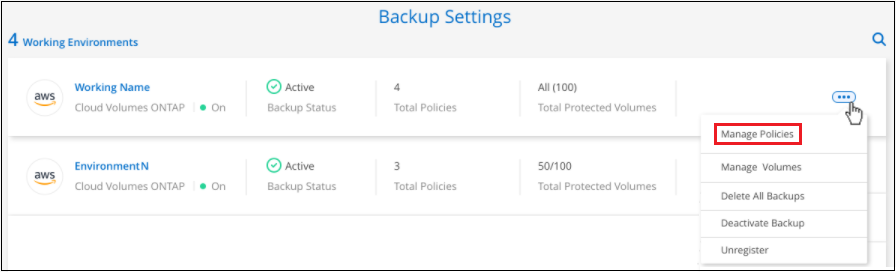 Backup Settings
4 Working Environments
Working Name
Active
4
All (100)
aws
Cloud Volumes ONTAP
On
Backup Status
Total Policies
Total Protected Volumes
Manage Policies
EnvironmentN
Active
3
50/100
Manage Volumes
aws
Cloud Volumes ONTAP
On
Backup Status
Total Policies
Total Protected Volumes
Delete All Backups
Deactivate Backup
Unregister